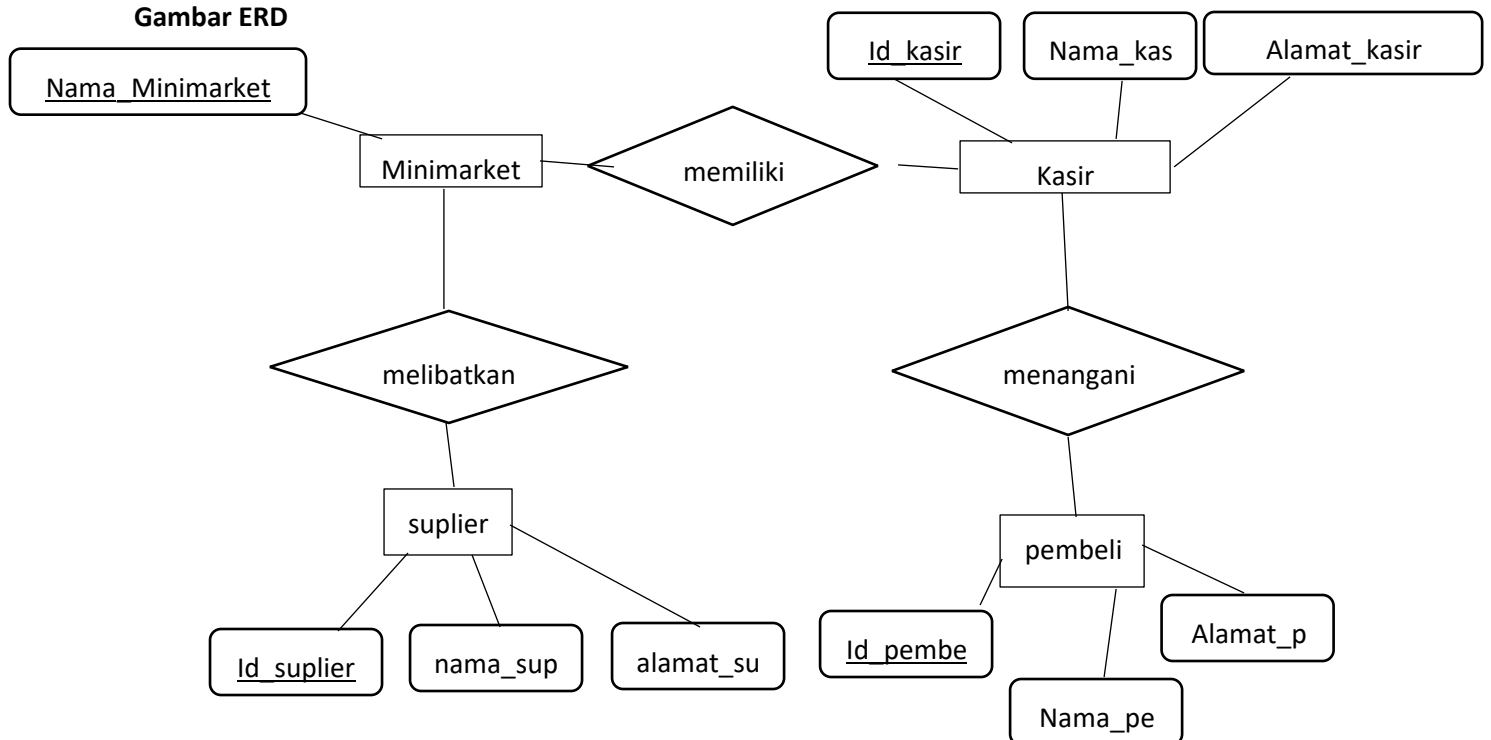 Gambar ERD
Nama_Minimarket
Id_kasir
Nama_kas
Alamat_kasir
Minimarket
memiliki
Kasir
melibatkan
menangani
suplier
pembeli
Id_suplier
nama_sup
alamat_su
Id_pembe
Nama_pe
Alamat_p